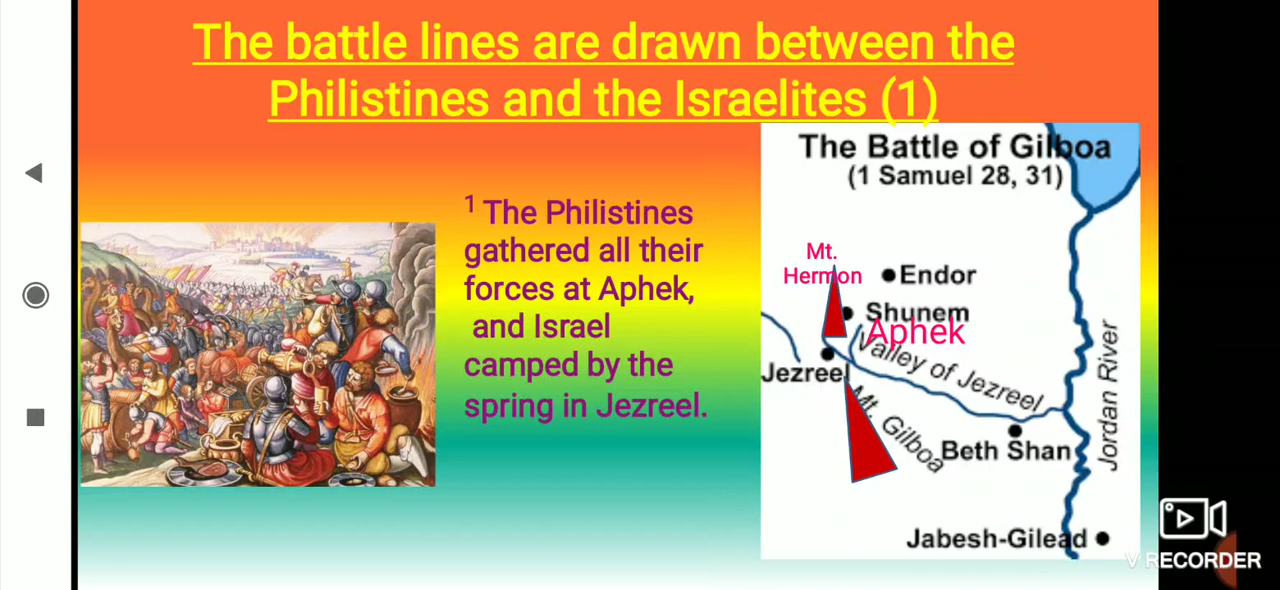 The battle lines are drawn between the
Philistines and the Israelites (1)
1 The Philistines
gathered all their
forces at Aphek,
and Israel
camped by the
spring in Jezreel.
The Battle of Gilboa
(1 Samuel 28, 31)
Mt.
Hermon
Endor
Shunem
Aphek
Valley of Jezreel
Jezreel
Mt. Gilboa
Beth Shan
Jordan River
Jabesh-Gilead
V RECORDER